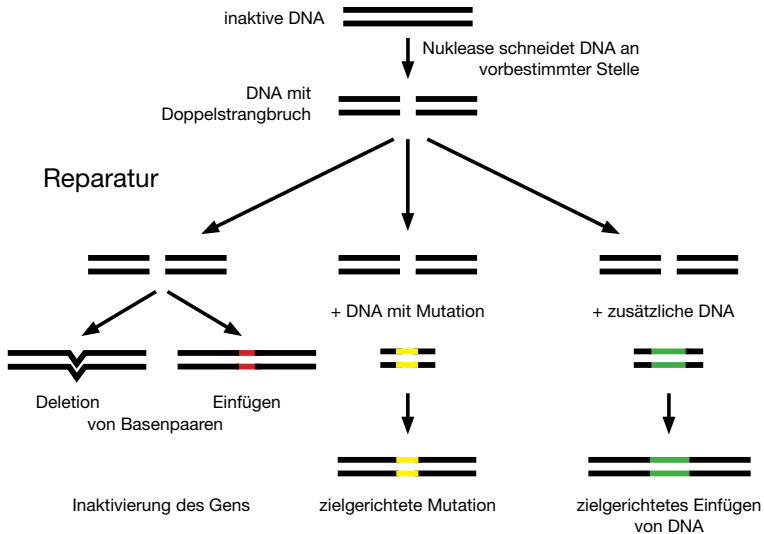 inaktive DNA
Nuklease schneidet DNA an
vorbestimmter Stelle
DNA mit
Doppelstrangbruch
Reparatur
+ DNA mit Mutation
+ zusätzliche DNA
Deletion
Einfügen
von Basenpaaren
Inaktivierung des Gens
zielgerichtete Mutation
zielgerichtetes Einfügen
von DNA